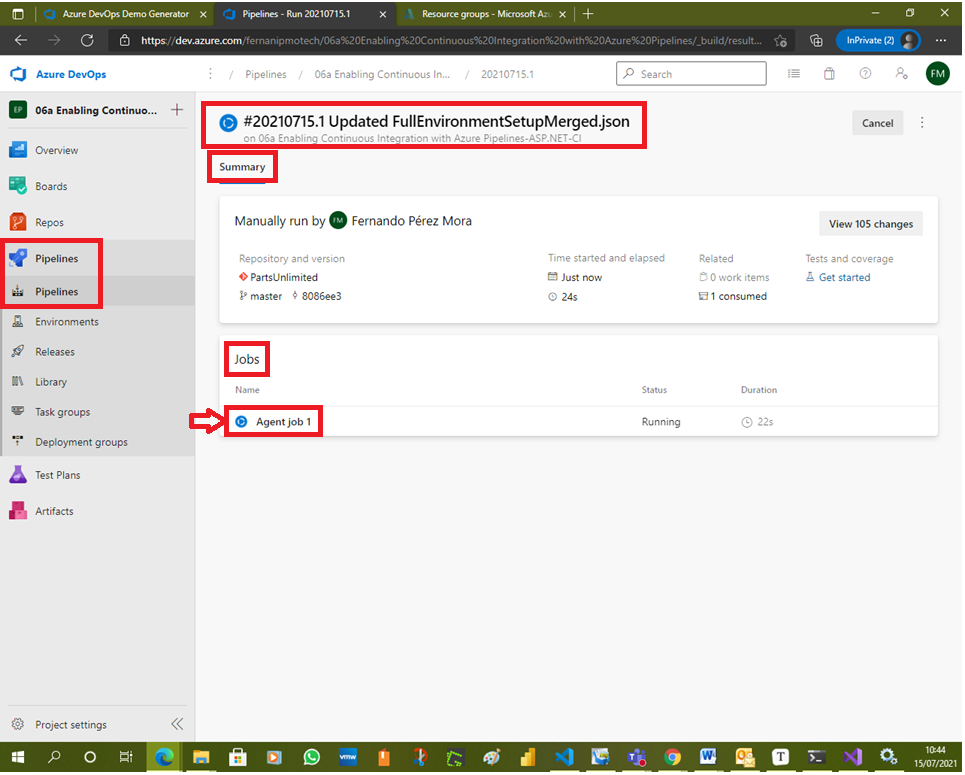 Azure DevOps Demo Generator
Pipelines - Run 20210715.1
Resource groups - Microsoft Azu
https://dev.azure.com/fernanipmotech/06a%20Enabling%20Continuous%20Integration%20with%20Azure%20Pipelines/_build/result...
InPrivate (2)
Azure DevOps
/ Pipelines / 06a Enabling Continuous In... / 20210715.1
Search
FM
EP 06a Enabling Continuo...
Overview
Boards
Repos
Pipelines
Pipelines
Environments
Releases
Library
Task groups
Deployment groups
Test Plans
Artifacts
Project settings
#20210715.1 Updated FullEnvironmentSetupMerged.json
on 06a Enabling Continuous Integration with Azure Pipelines-ASP.NET-CI
Cancel
Summary
Manually run by FM Fernando Pérez Mora
View 105 changes
Repository and version
PartsUnlimited
master 8086ee3
Time started and elapsed
Just now
24s
Related
0 work items
1 consumed
Tests and coverage
Get started
Jobs
Name Status Duration
Agent job 1 Running 22s
vmw
10:44
15/07/2021